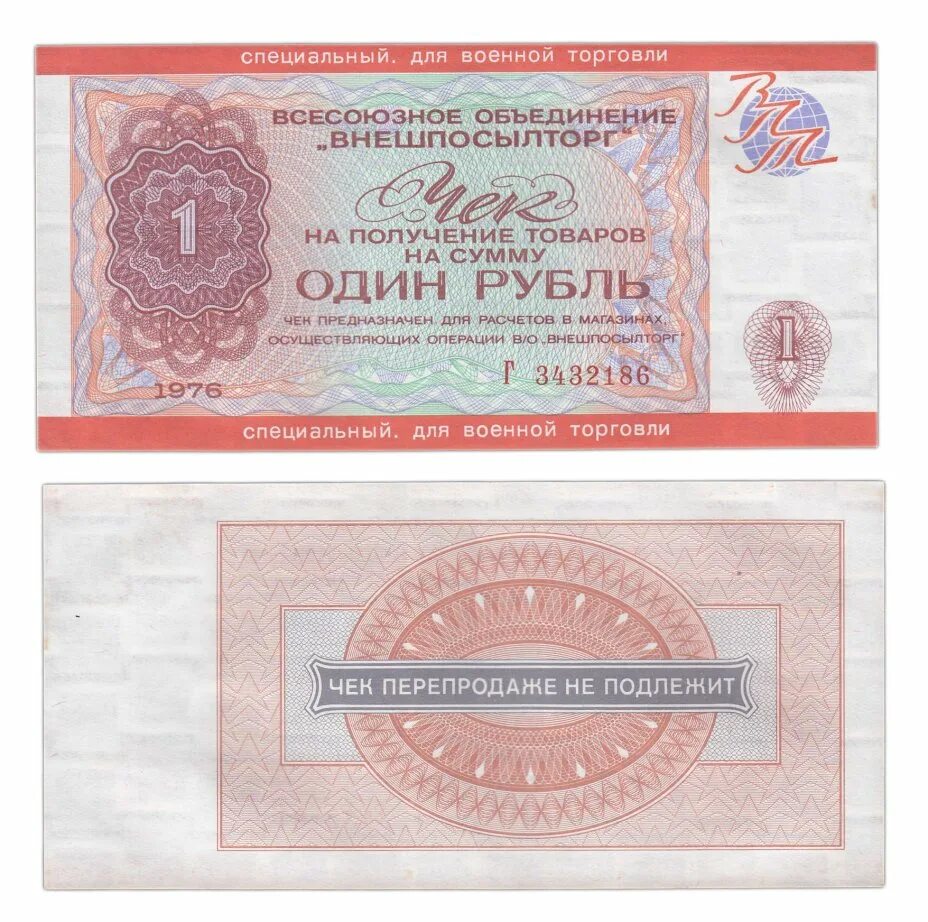 специальный. для военной торговли
ВСЕСОЮЗНОЕ ОБЪЕДИНЕНИЕ
„ВНЕШПОСЫЛТОРГ"
ВПТ
Чек
1
НА ПОЛУЧЕНИЕ ТОВАРОВ
НА СУММУ
ОДИН РУБЛЬ
ЧЕК ПРЕДНАЗНАЧЕН ДЛЯ РАСЧЕТОВ В МАГАЗИНАХ,
ОСУЩЕСТВЛЯЮЩИХ ОПЕРАЦИИ В/О „ВНЕШПОСЫЛТОРГ"
1
1976
Г 3432186
специальный. для военной торговли
ЧЕК ПЕРЕПРОДАЖЕ НЕ ПОДЛЕЖИТ